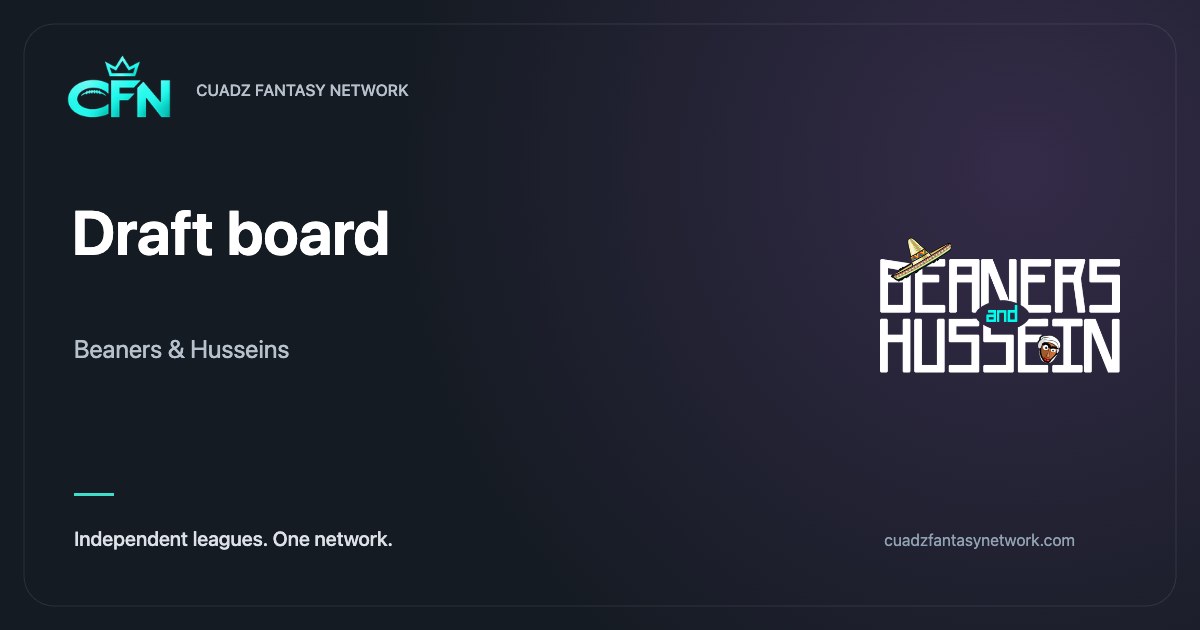 CFN
CUADZ FANTASY NETWORK
Draft board
Beaners & Husseins
BEANERS
and
HUSSEIN
Independent leagues. One network.
cuadzfantasynetwork.com